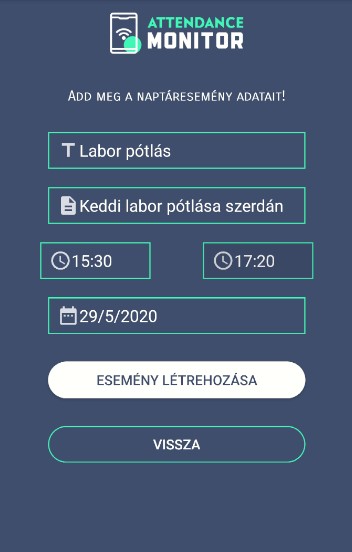 ATTENDANCE
MONITOR
Add meg a naptáresemény adatait!
Labor pótlás
Keddi labor pótlása szerdán
15:30
17:20
29/5/2020
ESEMÉNY LÉTREHOZÁSA
VISSZA